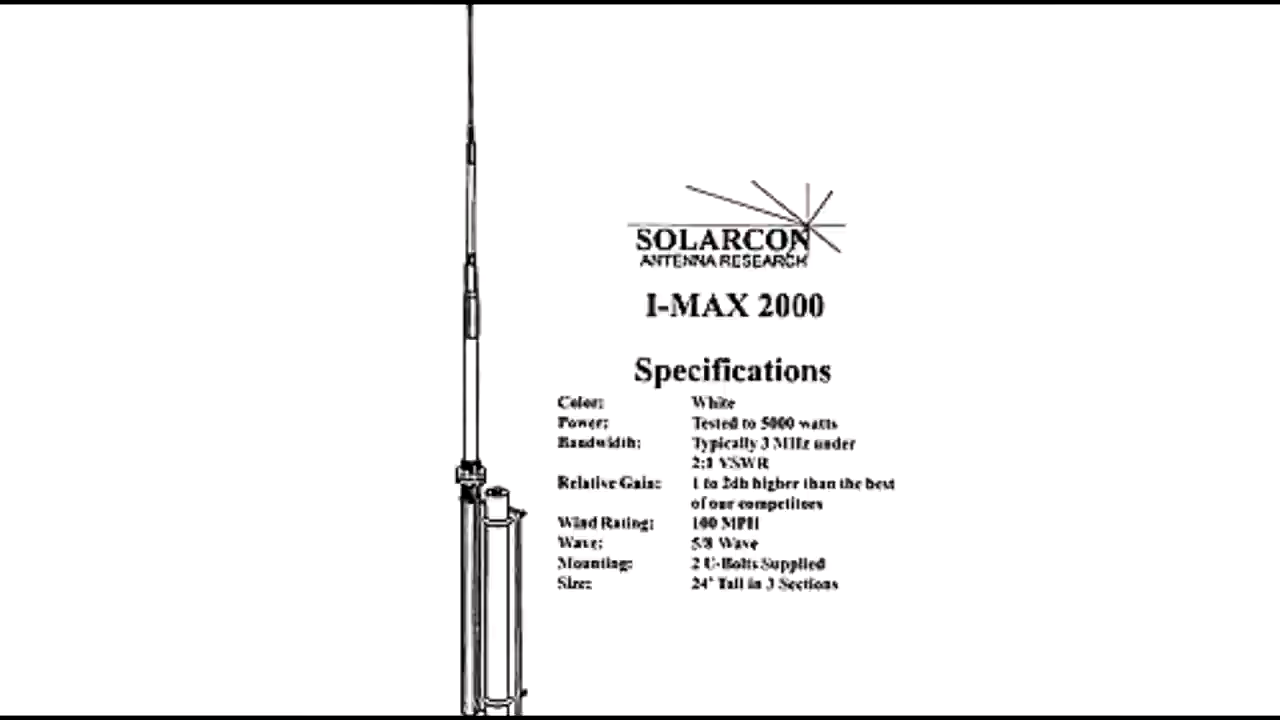 SOLARCON
ANTENNA RESEARCH
I-MAX 2000
Specifications
Color: White
Power: Tested to 5000 watts
Bandwidth: Typically 3 MHz under
2:1 VSWR
Relative Gain: 1 to 2db higher than the best
of our competitors
Wind Rating: 100 MPH
Wave: 5/8 Wave
Mounting: 2 U-Bolts Supplied
Size: 24' Tall in 3 Sections